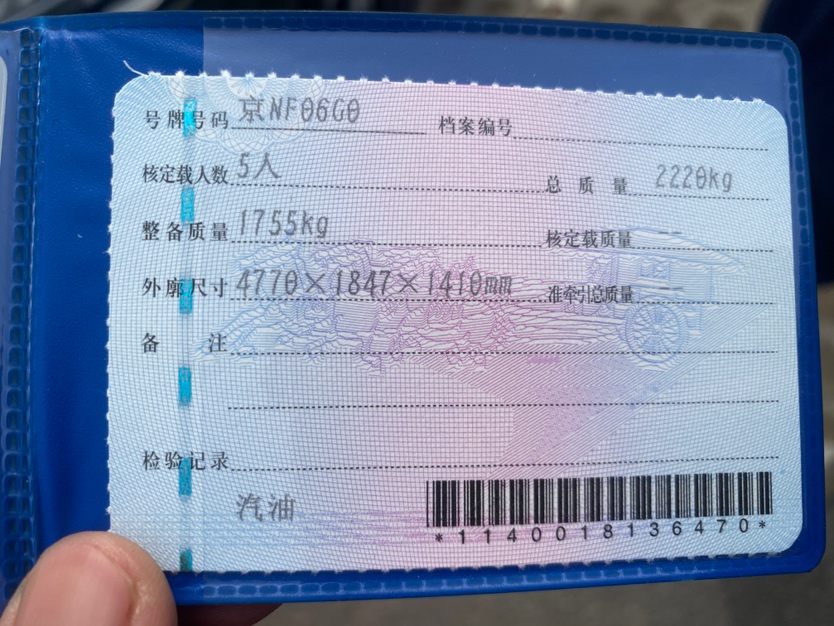 号牌号码 京NF06G0 档案编号
核定载人数 5人 总质量 2220kg
整备质量 1755kg 核定载质量 --
外廓尺寸 4770×1847×1410mm 准牵引总质量 --
备注
检验记录
汽油
*1140018136470*